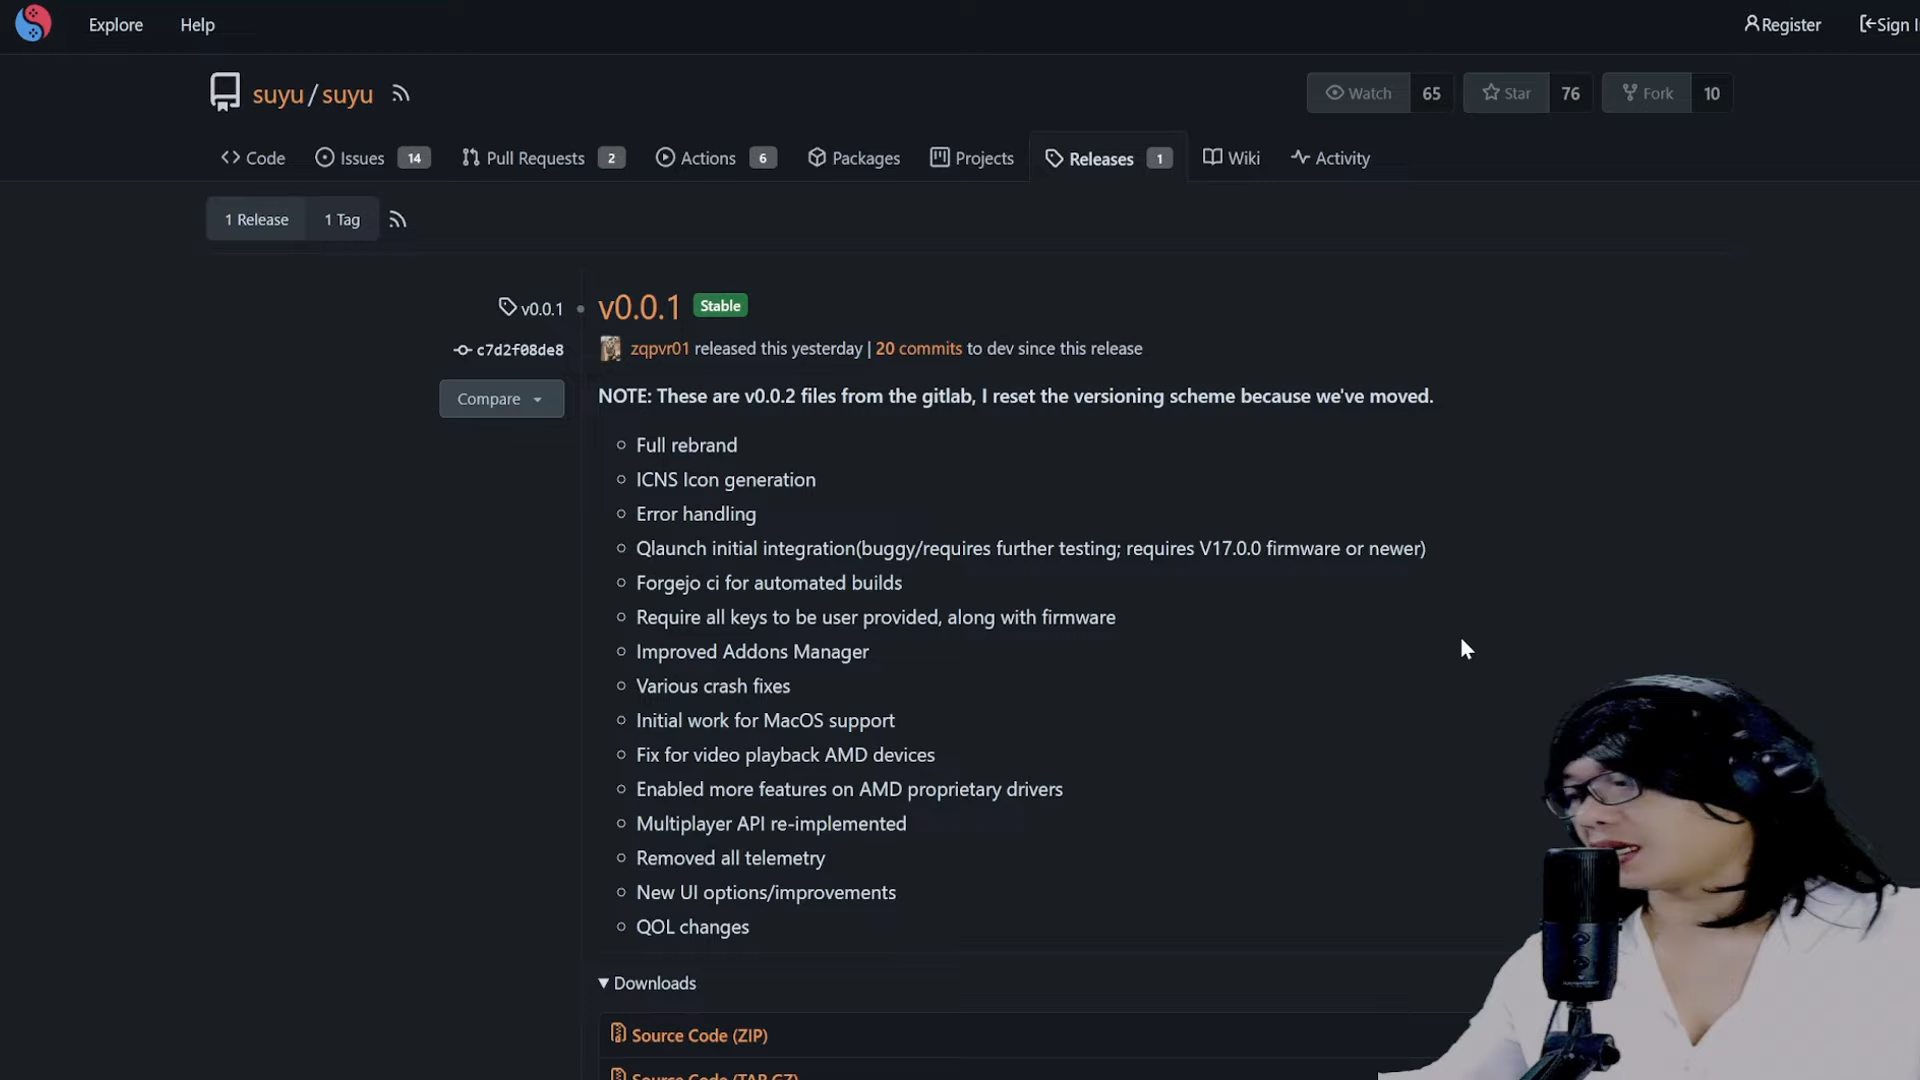 Explore Help Register Sign I
suyu/suyu Watch 65 Star 76 Fork 10
Code Issues 14 Pull Requests 2 Actions 6 Packages Projects Releases 1 Wiki Activity
1 Release 1 Tag
v0.0.1
c7d2f08de8
Compare
v0.0.1 Stable
zqpvr01 released this yesterday | 20 commits to dev since this release
NOTE: These are v0.0.2 files from the gitlab, I reset the versioning scheme because we've moved.
Full rebrand
ICNS Icon generation
Error handling
Qlaunch initial integration(buggy/requires further testing; requires V17.0.0 firmware or newer)
Forgejo ci for automated builds
Require all keys to be user provided, along with firmware
Improved Addons Manager
Various crash fixes
Initial work for MacOS support
Fix for video playback AMD devices
Enabled more features on AMD proprietary drivers
Multiplayer API re-implemented
Removed all telemetry
New UI options/improvements
QOL changes
Downloads
Source Code (ZIP)
Source Code (TAR.GZ)